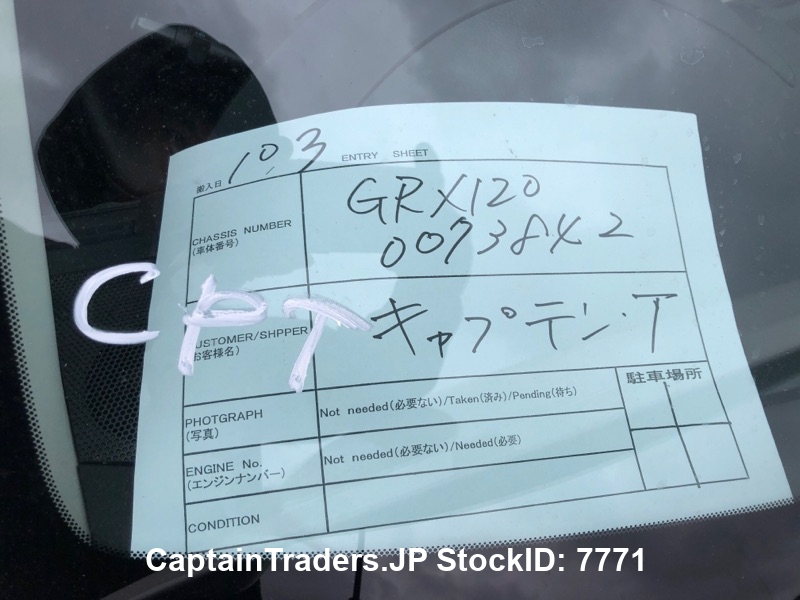 搬入日 10.3 ENTRY SHEET
CHASSIS NUMBER
(車体番号)
GRX120
0073842
CPT
CUSTOMER/SHPPER
お客様名)
キャプテン・T
PHOTGRAPH
(写真)
Not needed(必要ない)/Taken(済み)/Pending(待ち)
駐車場所
ENGINE No.
(エンジンナンバー)
Not needed(必要ない)/Needed(必要)
CONDITION
CaptainTraders.JP StockID: 7771